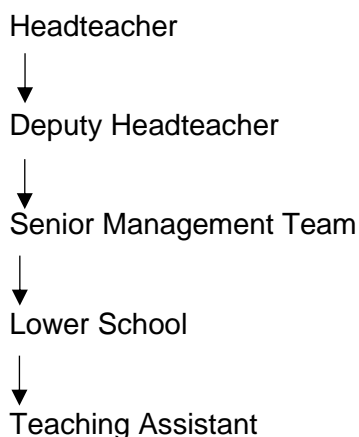 Headteacher
Deputy Headteacher
Senior Management Team
Lower School
Teaching Assistant